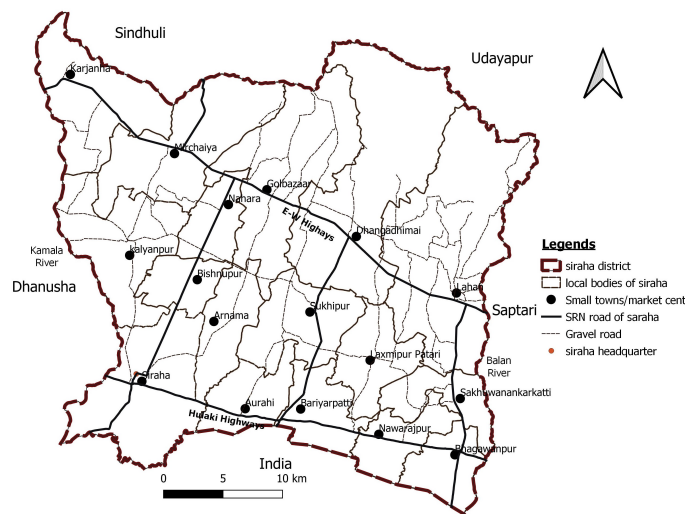 Sindhuli
Udayapur
Karjanha
Mirchaiya
Golbazaar
Nahara
E-W Highays
Dhangadhimai
Kamala
River
kalyanpur
Bishnupur
Dhanusha
Lahan
Saptari
Sukhipur
Arnama
Laxmipur Patari
Balan
River
Siraha
Sakhuwanankarkatti
Aurahi
Bariyarpatti
Hulaki Highways
Nawarajpur
Bhagawanpur
India
0 5 10 km
Legends
siraha district
local bodies of siraha
Small towns/market cent
SRN road of saraha
Gravel road
siraha headquarter